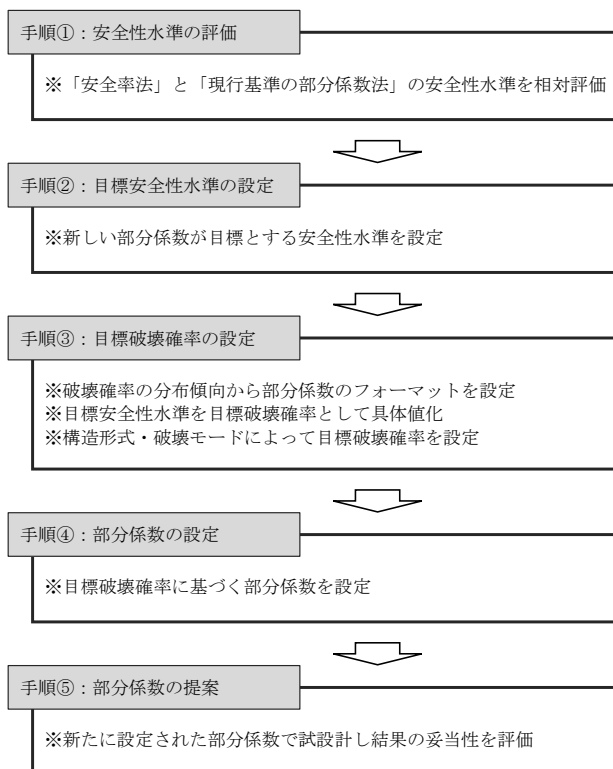 手順①：安全性水準の評価
※「安全率法」と「現行基準の部分係数法」の安全性水準を相対評価
手順②：目標安全性水準の設定
※新しい部分係数が目標とする安全性水準を設定
手順③：目標破壊確率の設定
※破壊確率の分布傾向から部分係数のフォーマットを設定
※目標安全性水準を目標破壊確率として具体値化
※構造形式・破壊モードによって目標破壊確率を設定
手順④：部分係数の設定
※目標破壊確率に基づく部分係数を設定
手順⑤：部分係数の提案
※新たに設定された部分係数で試設計し結果の妥当性を評価